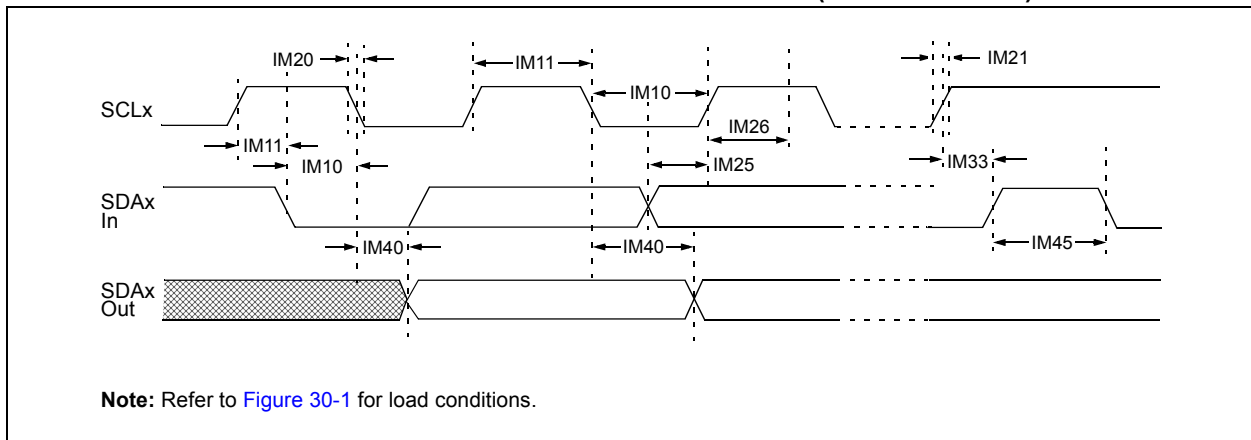 IM20
IM11
IM21
SCLx
IM10
IM26
IM11
IM10
IM25
IM33
SDAx
In
IM40
IM40
IM45
SDAx
Out
Note: Refer to Figure 30-1 for load conditions.